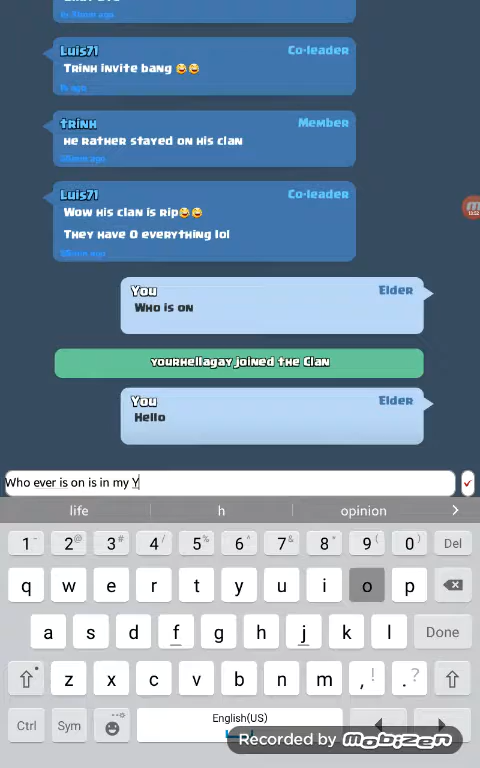 Luis71 Co-leader
Trinh invite bang 😂😂
trinh Member
He rather stayed on his clan
Luis71 Co-leader
Wow his clan is rip😂😂
They have 0 everything lol
You Elder
Who is on
yourhellagay joined the Clan
You Elder
Hello
Who ever is on is in my Y
life h opinion
1 2 3 4 5 6 7 8 9 0 Del
q w e r t y u i o p
a s d f g h j k l Done
z x c v b n m , ! . ?
Ctrl Sym English(US)
Recorded by mobizen